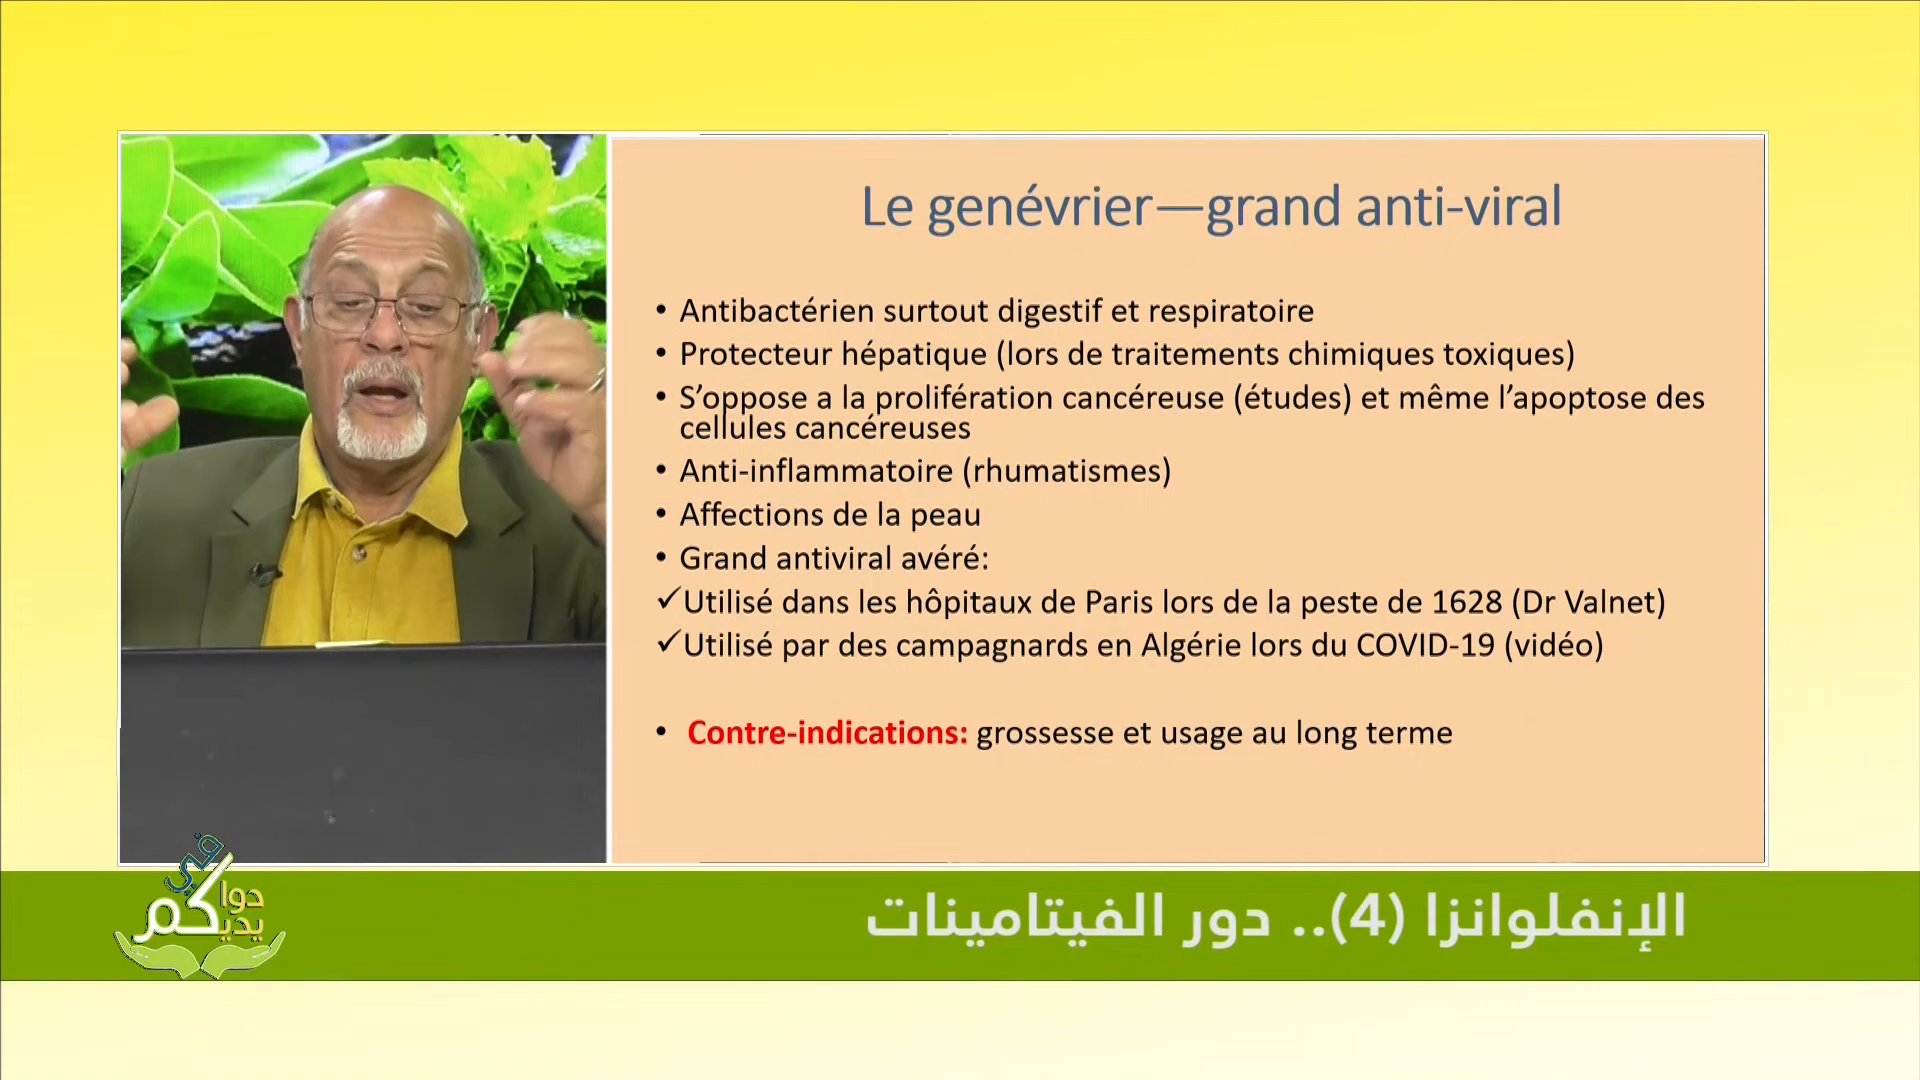 Le genévrier—grand anti-viral
• Antibactérien surtout digestif et respiratoire
• Protecteur hépatique (lors de traitements chimiques toxiques)
• S’oppose a la prolifération cancéreuse (études) et même l’apoptose des
cellules cancéreuses
• Anti-inflammatoire (rhumatismes)
• Affections de la peau
• Grand antiviral avéré:
✓Utilisé dans les hôpitaux de Paris lors de la peste de 1628 (Dr Valnet)
✓Utilisé par des campagnards en Algérie lors du COVID-19 (vidéo)
• Contre-indications: grossesse et usage au long terme
دواكم في يديكم
الإنفلوانزا (4).. دور الفيتامينات